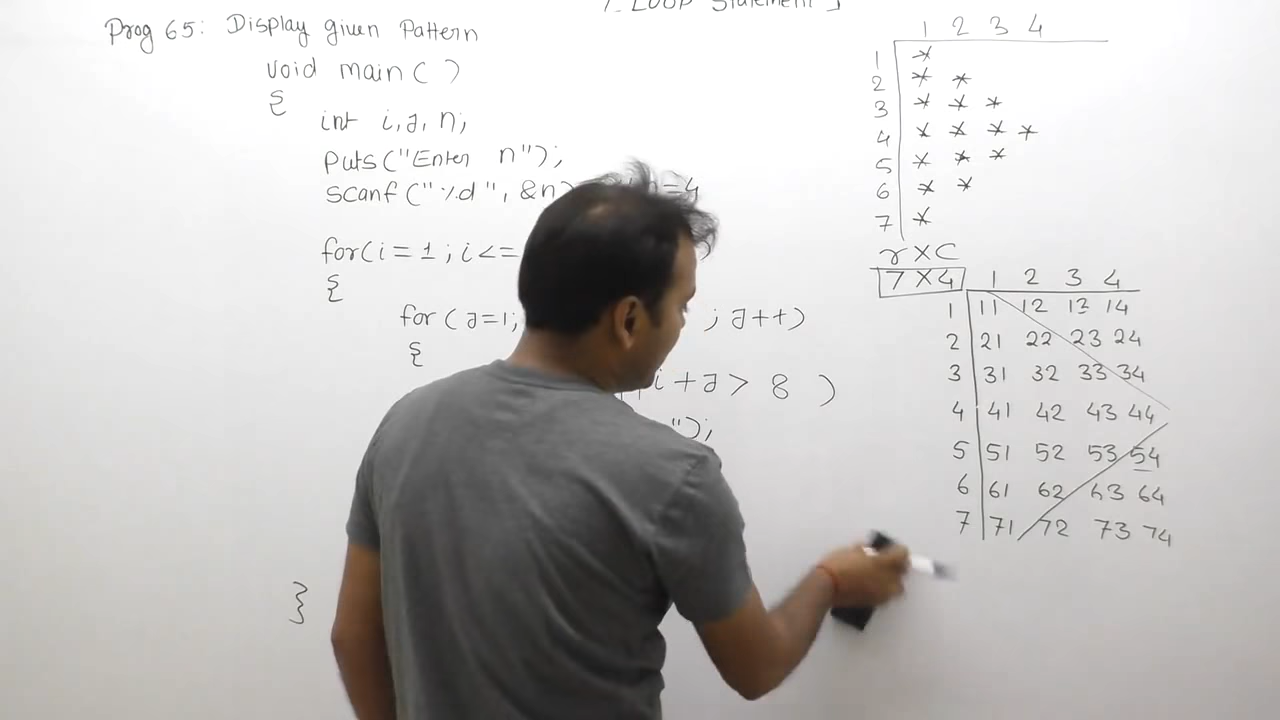 LOOP Statement
Prog 65: Display given Pattern
void main( )
{
int i,J, n;
puts("Enter n");
scanf("%d", &n) n=4
for(i=1;i<=
{
for(J=1; ; J++)
{
i+J > 8 )
");
}
1 2 3 4
1 *
2 * *
3 * * *
4 * * * *
5 * * *
6 * *
7 *
r X C
7 X 4
1 2 3 4
1 11 12 13 14
2 21 22 23 24
3 31 32 33 34
4 41 42 43 44
5 51 52 53 54
6 61 62 63 64
7 71 72 73 74